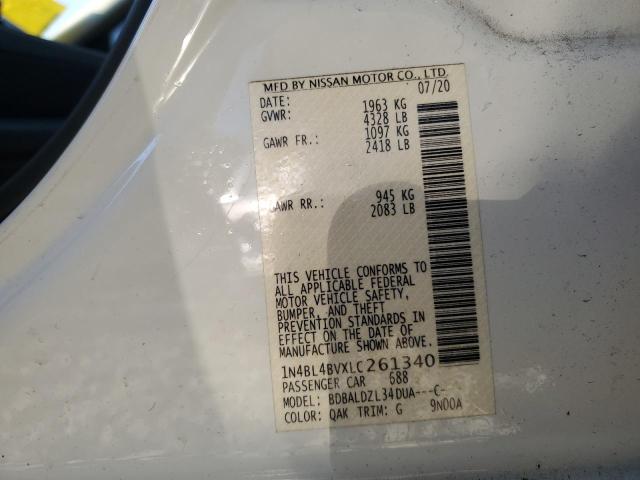 MFD BY NISSAN MOTOR CO., LTD.
DATE: 07/20
GVWR: 1963 KG
4328 LB
GAWR FR.: 1097 KG
2418 LB
GAWR RR.: 945 KG
2083 LB
THIS VEHICLE CONFORMS TO
ALL APPLICABLE FEDERAL
MOTOR VEHICLE SAFETY,
BUMPER, AND THEFT
PREVENTION STANDARDS IN
EFFECT ON THE DATE OF
MANUFACTURE SHOWN ABOVE.
1N4BL4BVXLC261340
PASSENGER CAR 688
MODEL: BDBALDZL34DUA---C-
COLOR: QAK TRIM: G 9N00A